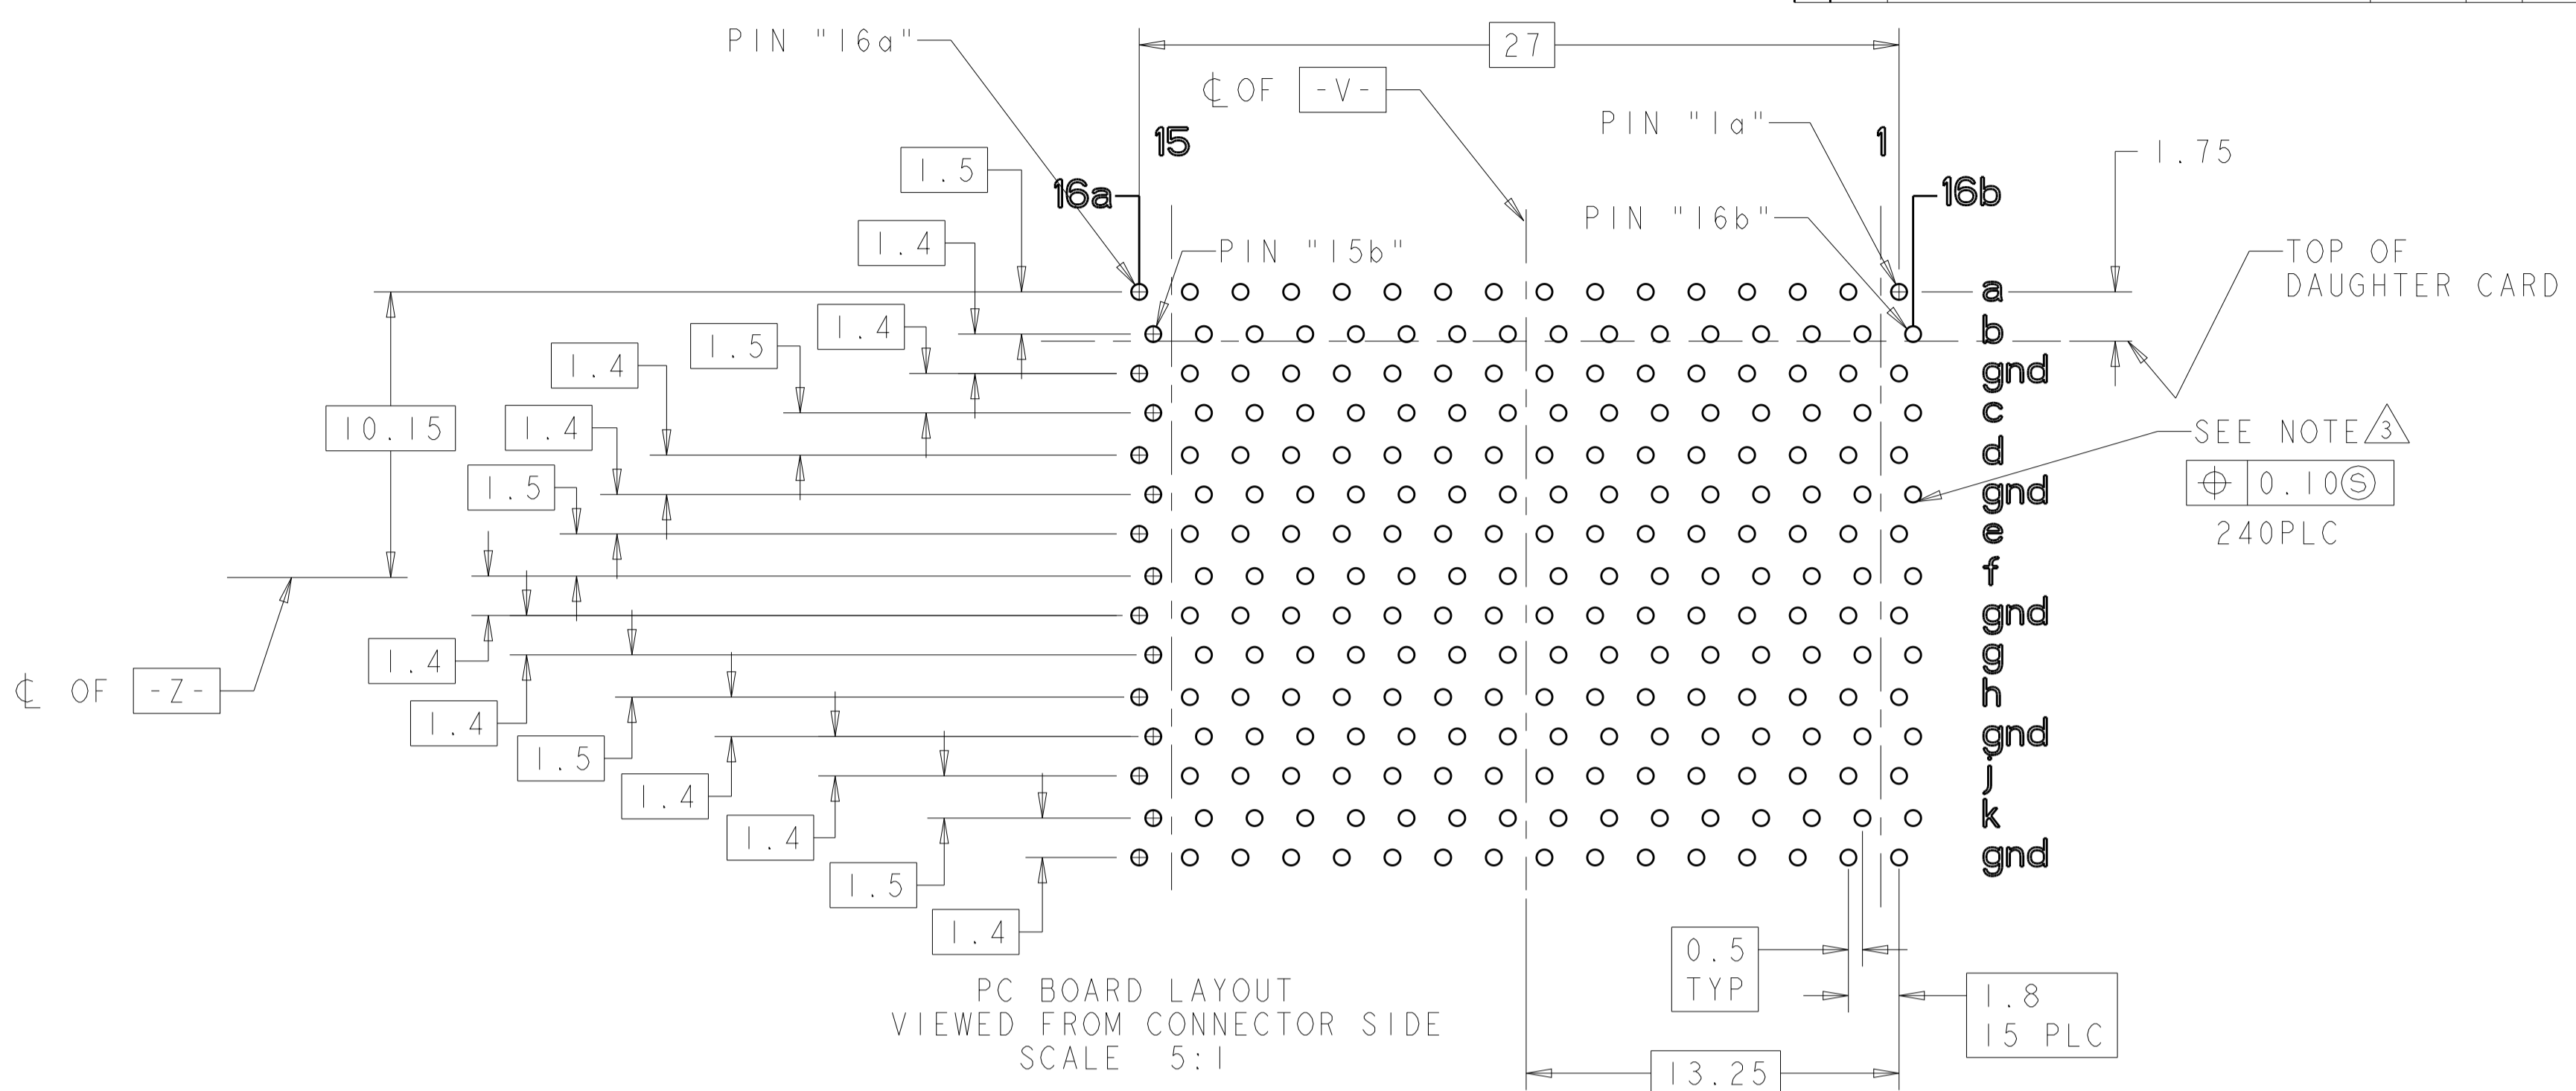 PIN "16a"
27
℄ OF -V-
PIN "1a"
15
1
1.75
1.5
16a
16b
PIN "16b"
1.4
PIN "15b"
TOP OF
DAUGHTER CARD
a
1.4
b
1.5
1.4
gnd
10.15
1.4
c
SEE NOTE 3
d
1.5
gnd
⌖ 0.10 Ⓢ
240PLC
e
f
gnd
1.4
g
℄ OF -Z-
h
1.4
gnd
1.5
j
1.4
k
1.4
gnd
1.5
1.4
0.5
TYP
1.8
15 PLC
PC BOARD LAYOUT
VIEWED FROM CONNECTOR SIDE
SCALE 5:1
13.25